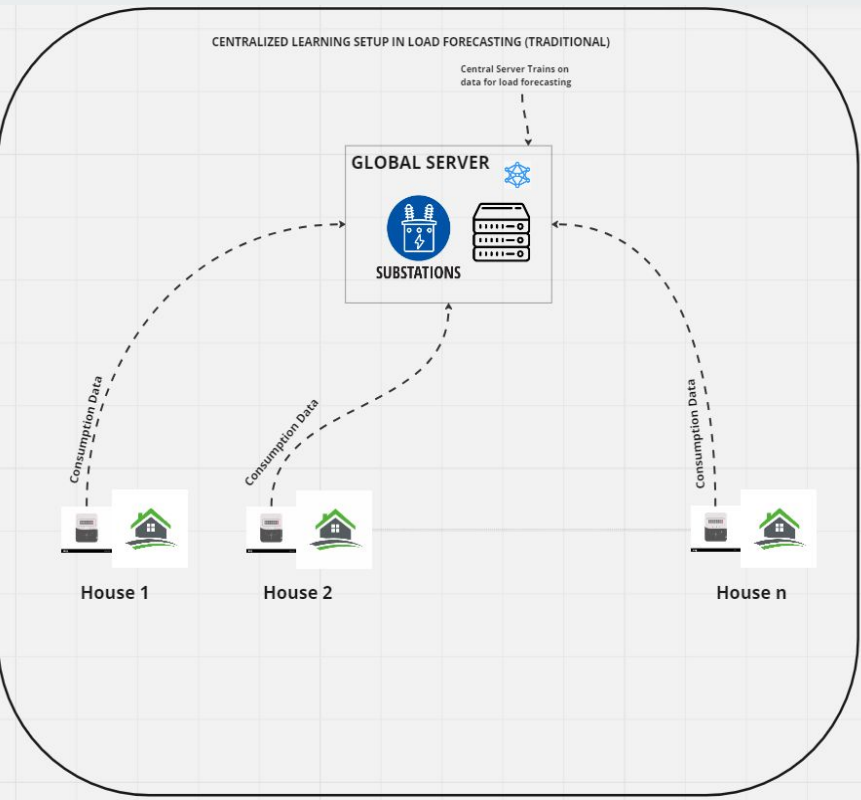 CENTRALIZED LEARNING SETUP IN LOAD FORECASTING (TRADITIONAL)
Central Server Trains on
data for load forecasting
GLOBAL SERVER
SUBSTATIONS
Consumption Data
Consumption Data
Consumption Data
House 1
House 2
House n